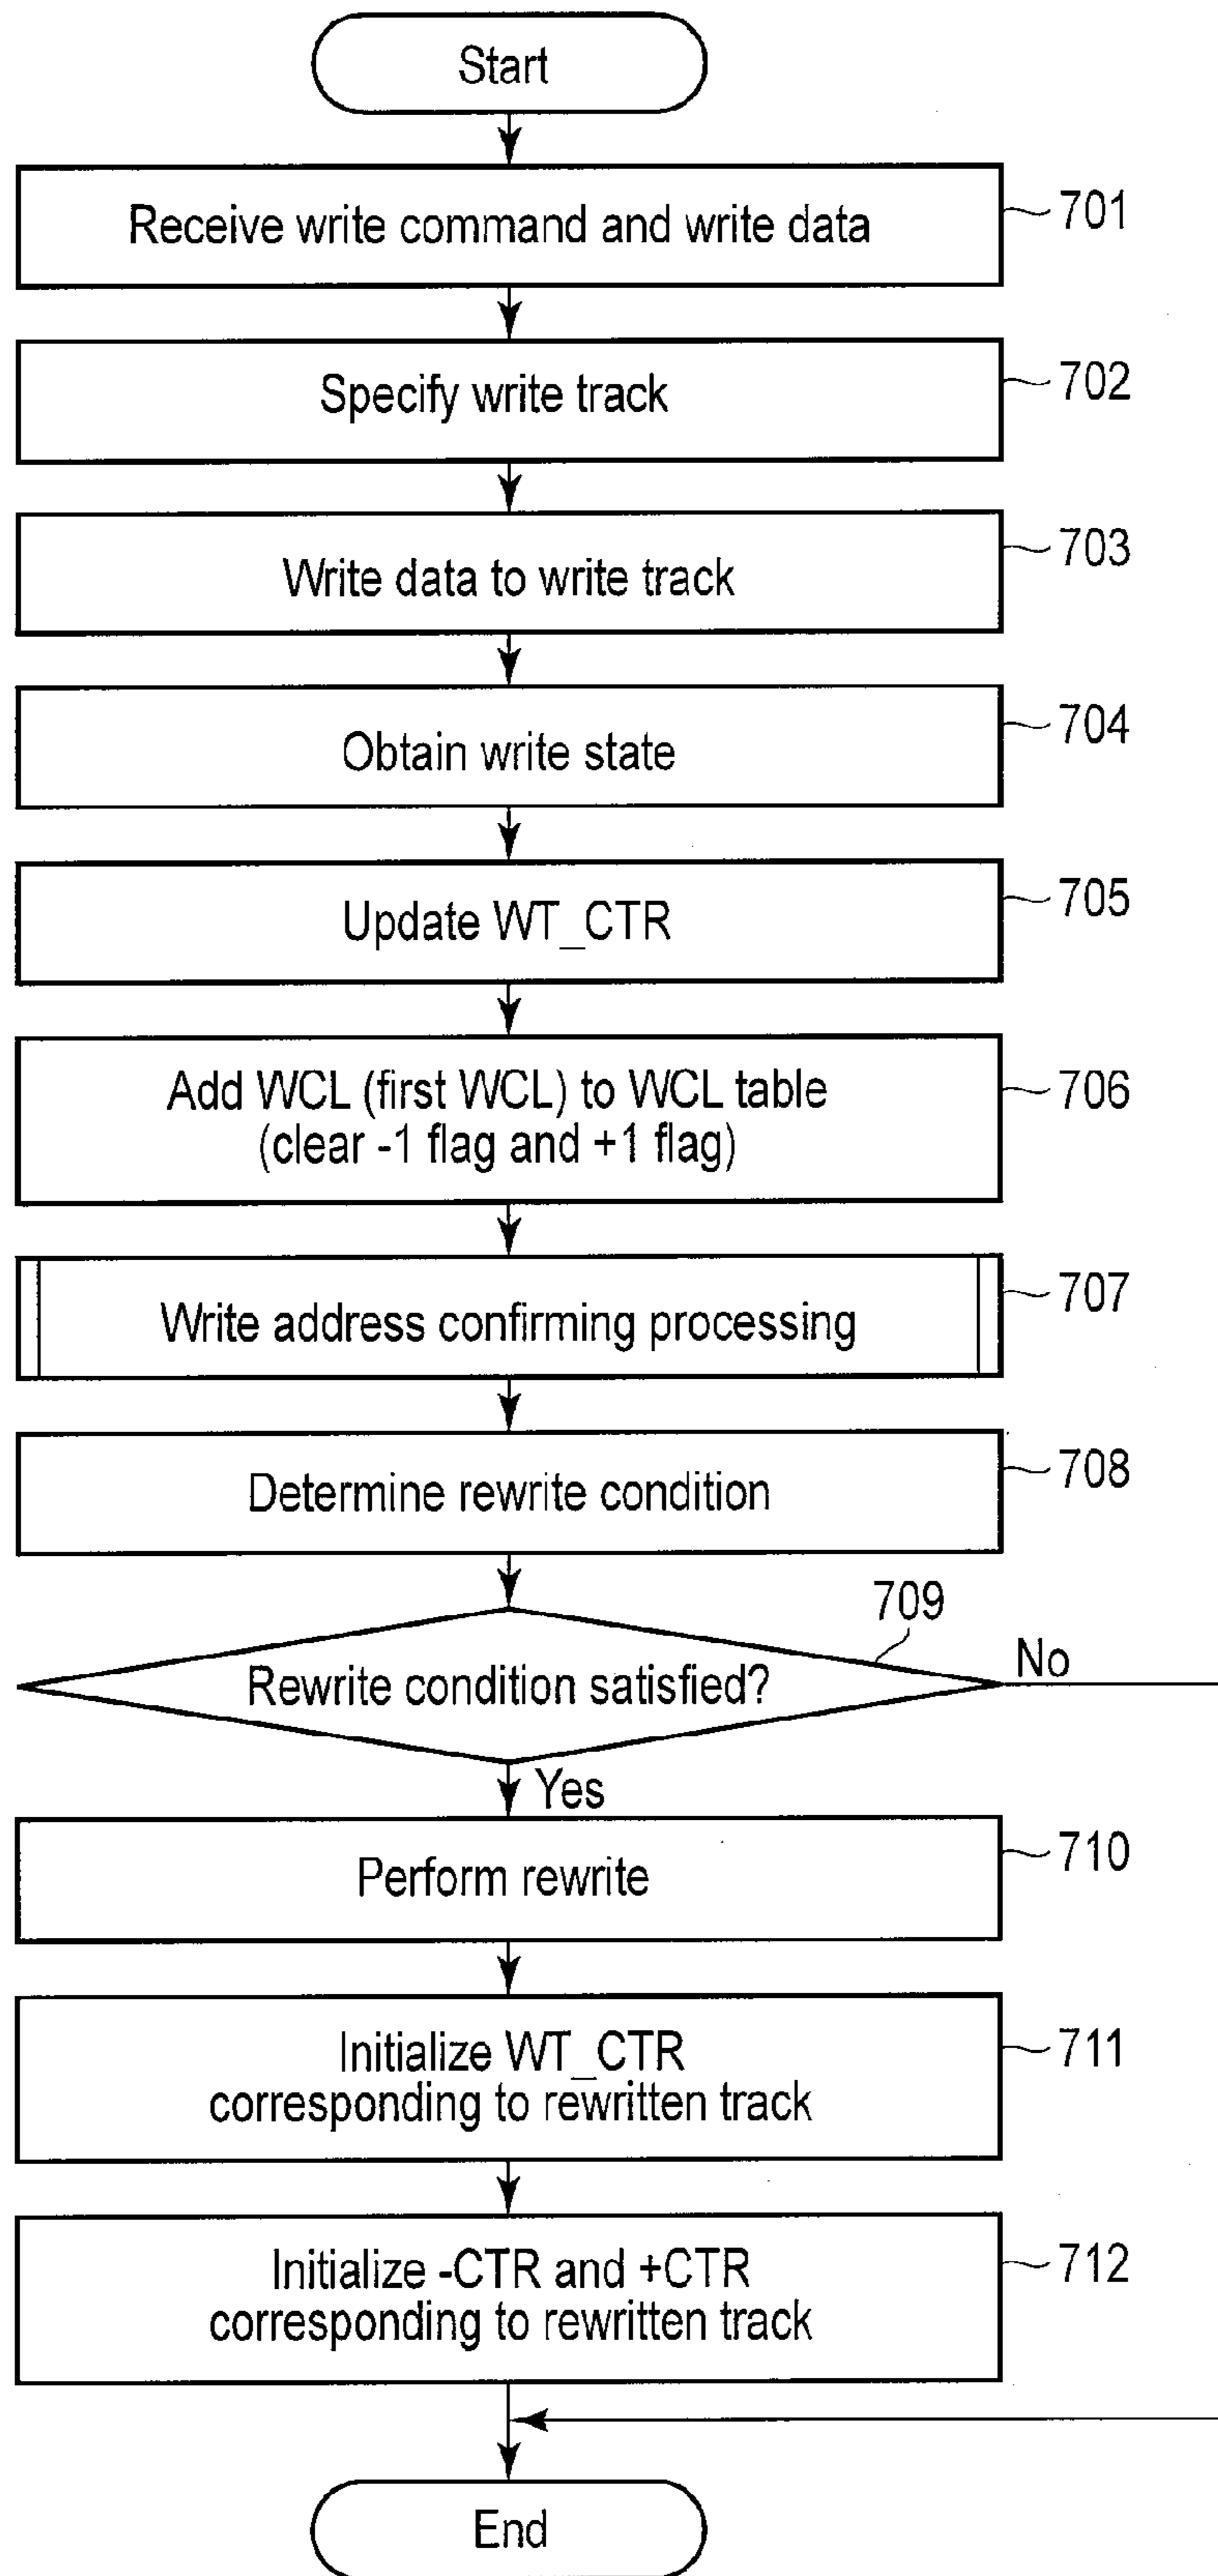 Start
Receive write command and write data
701
Specify write track
702
Write data to write track
703
Obtain write state
704
Update WT_CTR
705
Add WCL (first WCL) to WCL table
(clear -1 flag and +1 flag)
706
Write address confirming processing
707
Determine rewrite condition
708
709
Rewrite condition satisfied?
No
Yes
Perform rewrite
710
Initialize WT_CTR
corresponding to rewritten track
711
Initialize -CTR and +CTR
corresponding to rewritten track
712
End